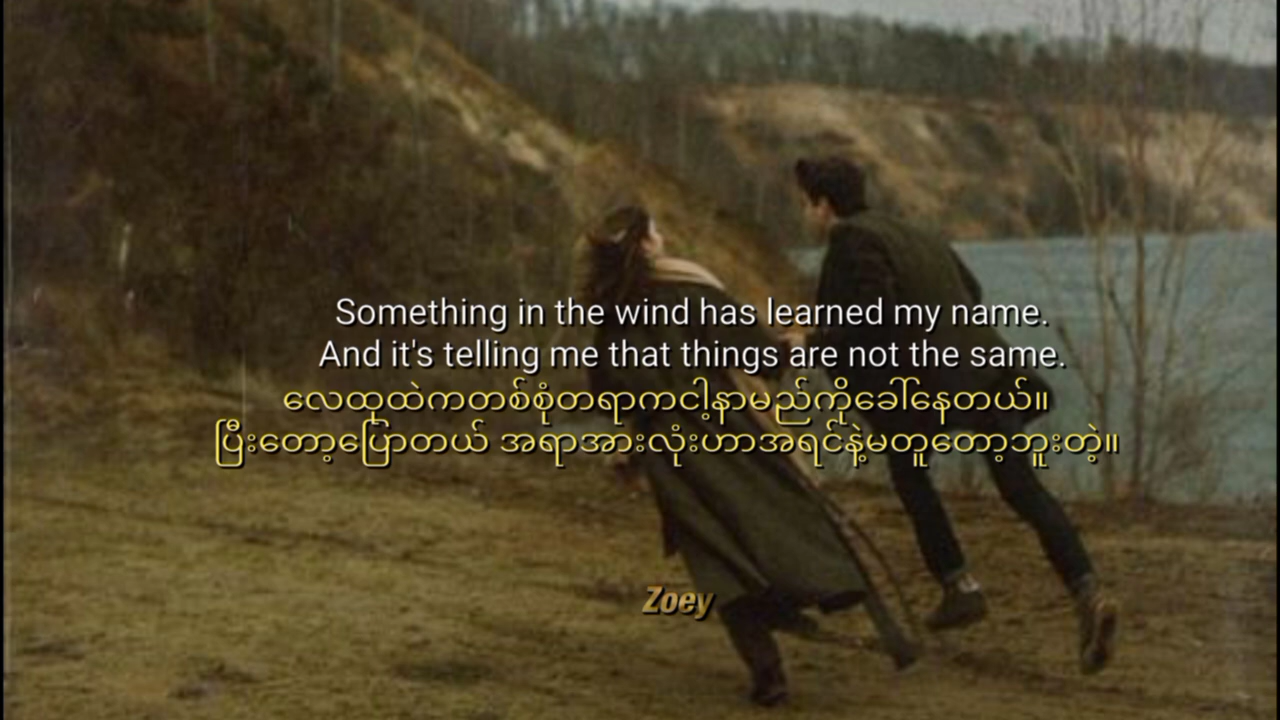 Something in the wind has learned my name.
And it's telling me that things are not the same.
လေထုထဲကတစ်စုံတရာကငါ့နာမည်ကိုခေါ်နေတယ်။
ပြီးတော့ပြောတယ် အရာအားလုံးဟာအရင်နဲ့မတူတော့ဘူးတဲ့။
Zoey